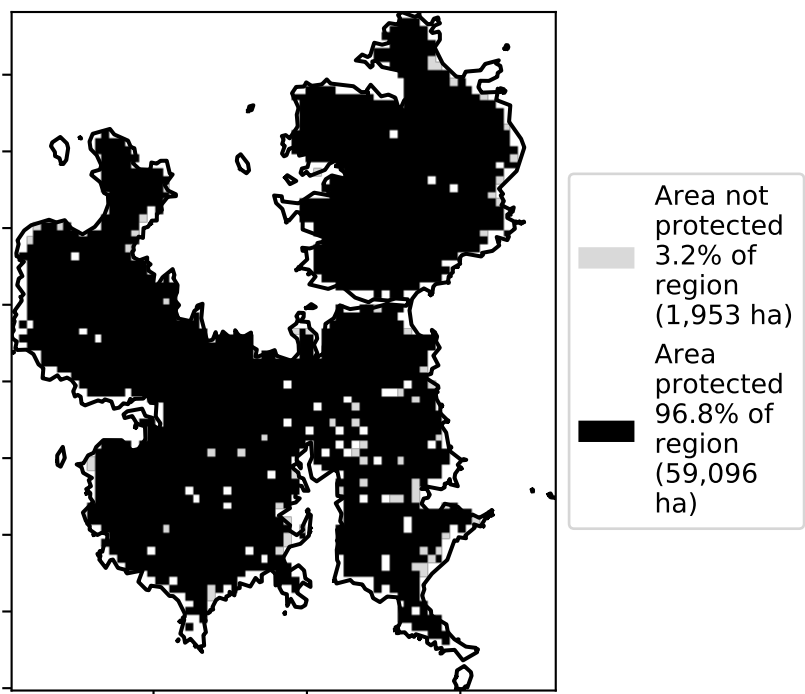 Area not
protected
3.2% of
region
(1,953 ha)
Area
protected
96.8% of
region
(59,096
ha)